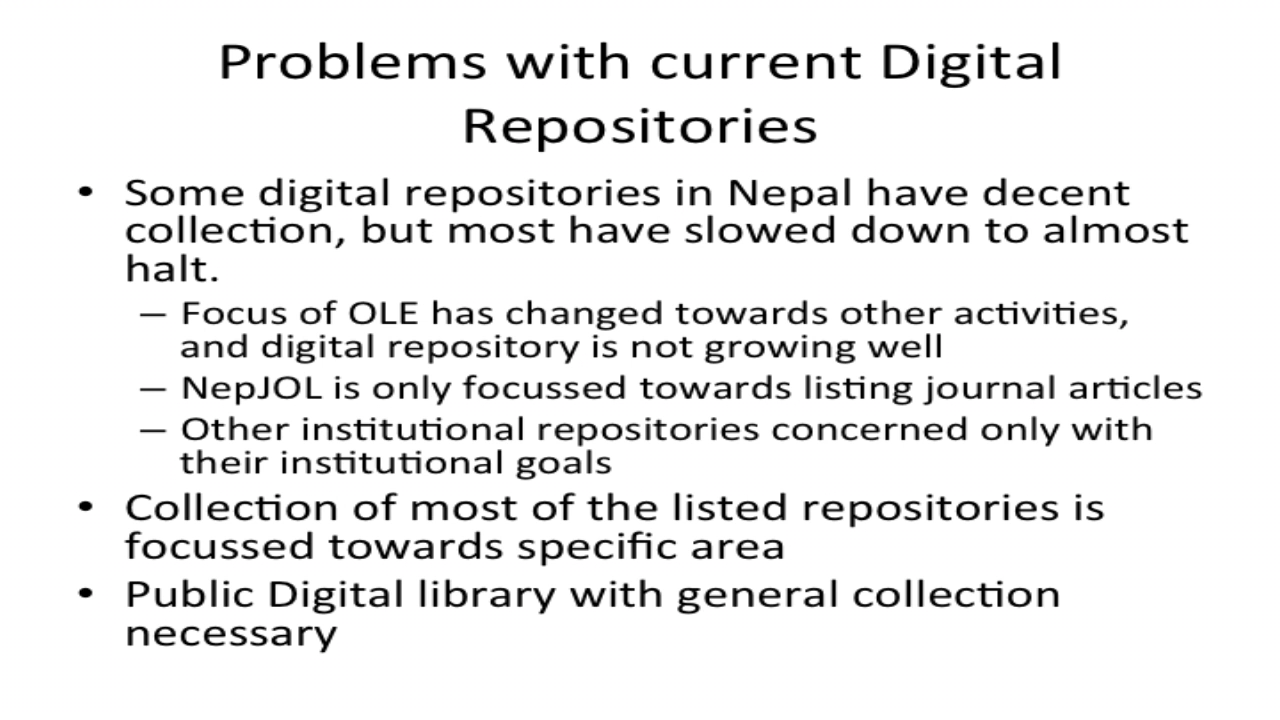 Problems with current Digital
Repositories
• Some digital repositories in Nepal have decent
collection, but most have slowed down to almost
halt.
– Focus of OLE has changed towards other activities,
and digital repository is not growing well
– NepJOL is only focussed towards listing journal articles
– Other institutional repositories concerned only with
their institutional goals
• Collection of most of the listed repositories is
focussed towards specific area
• Public Digital library with general collection
necessary